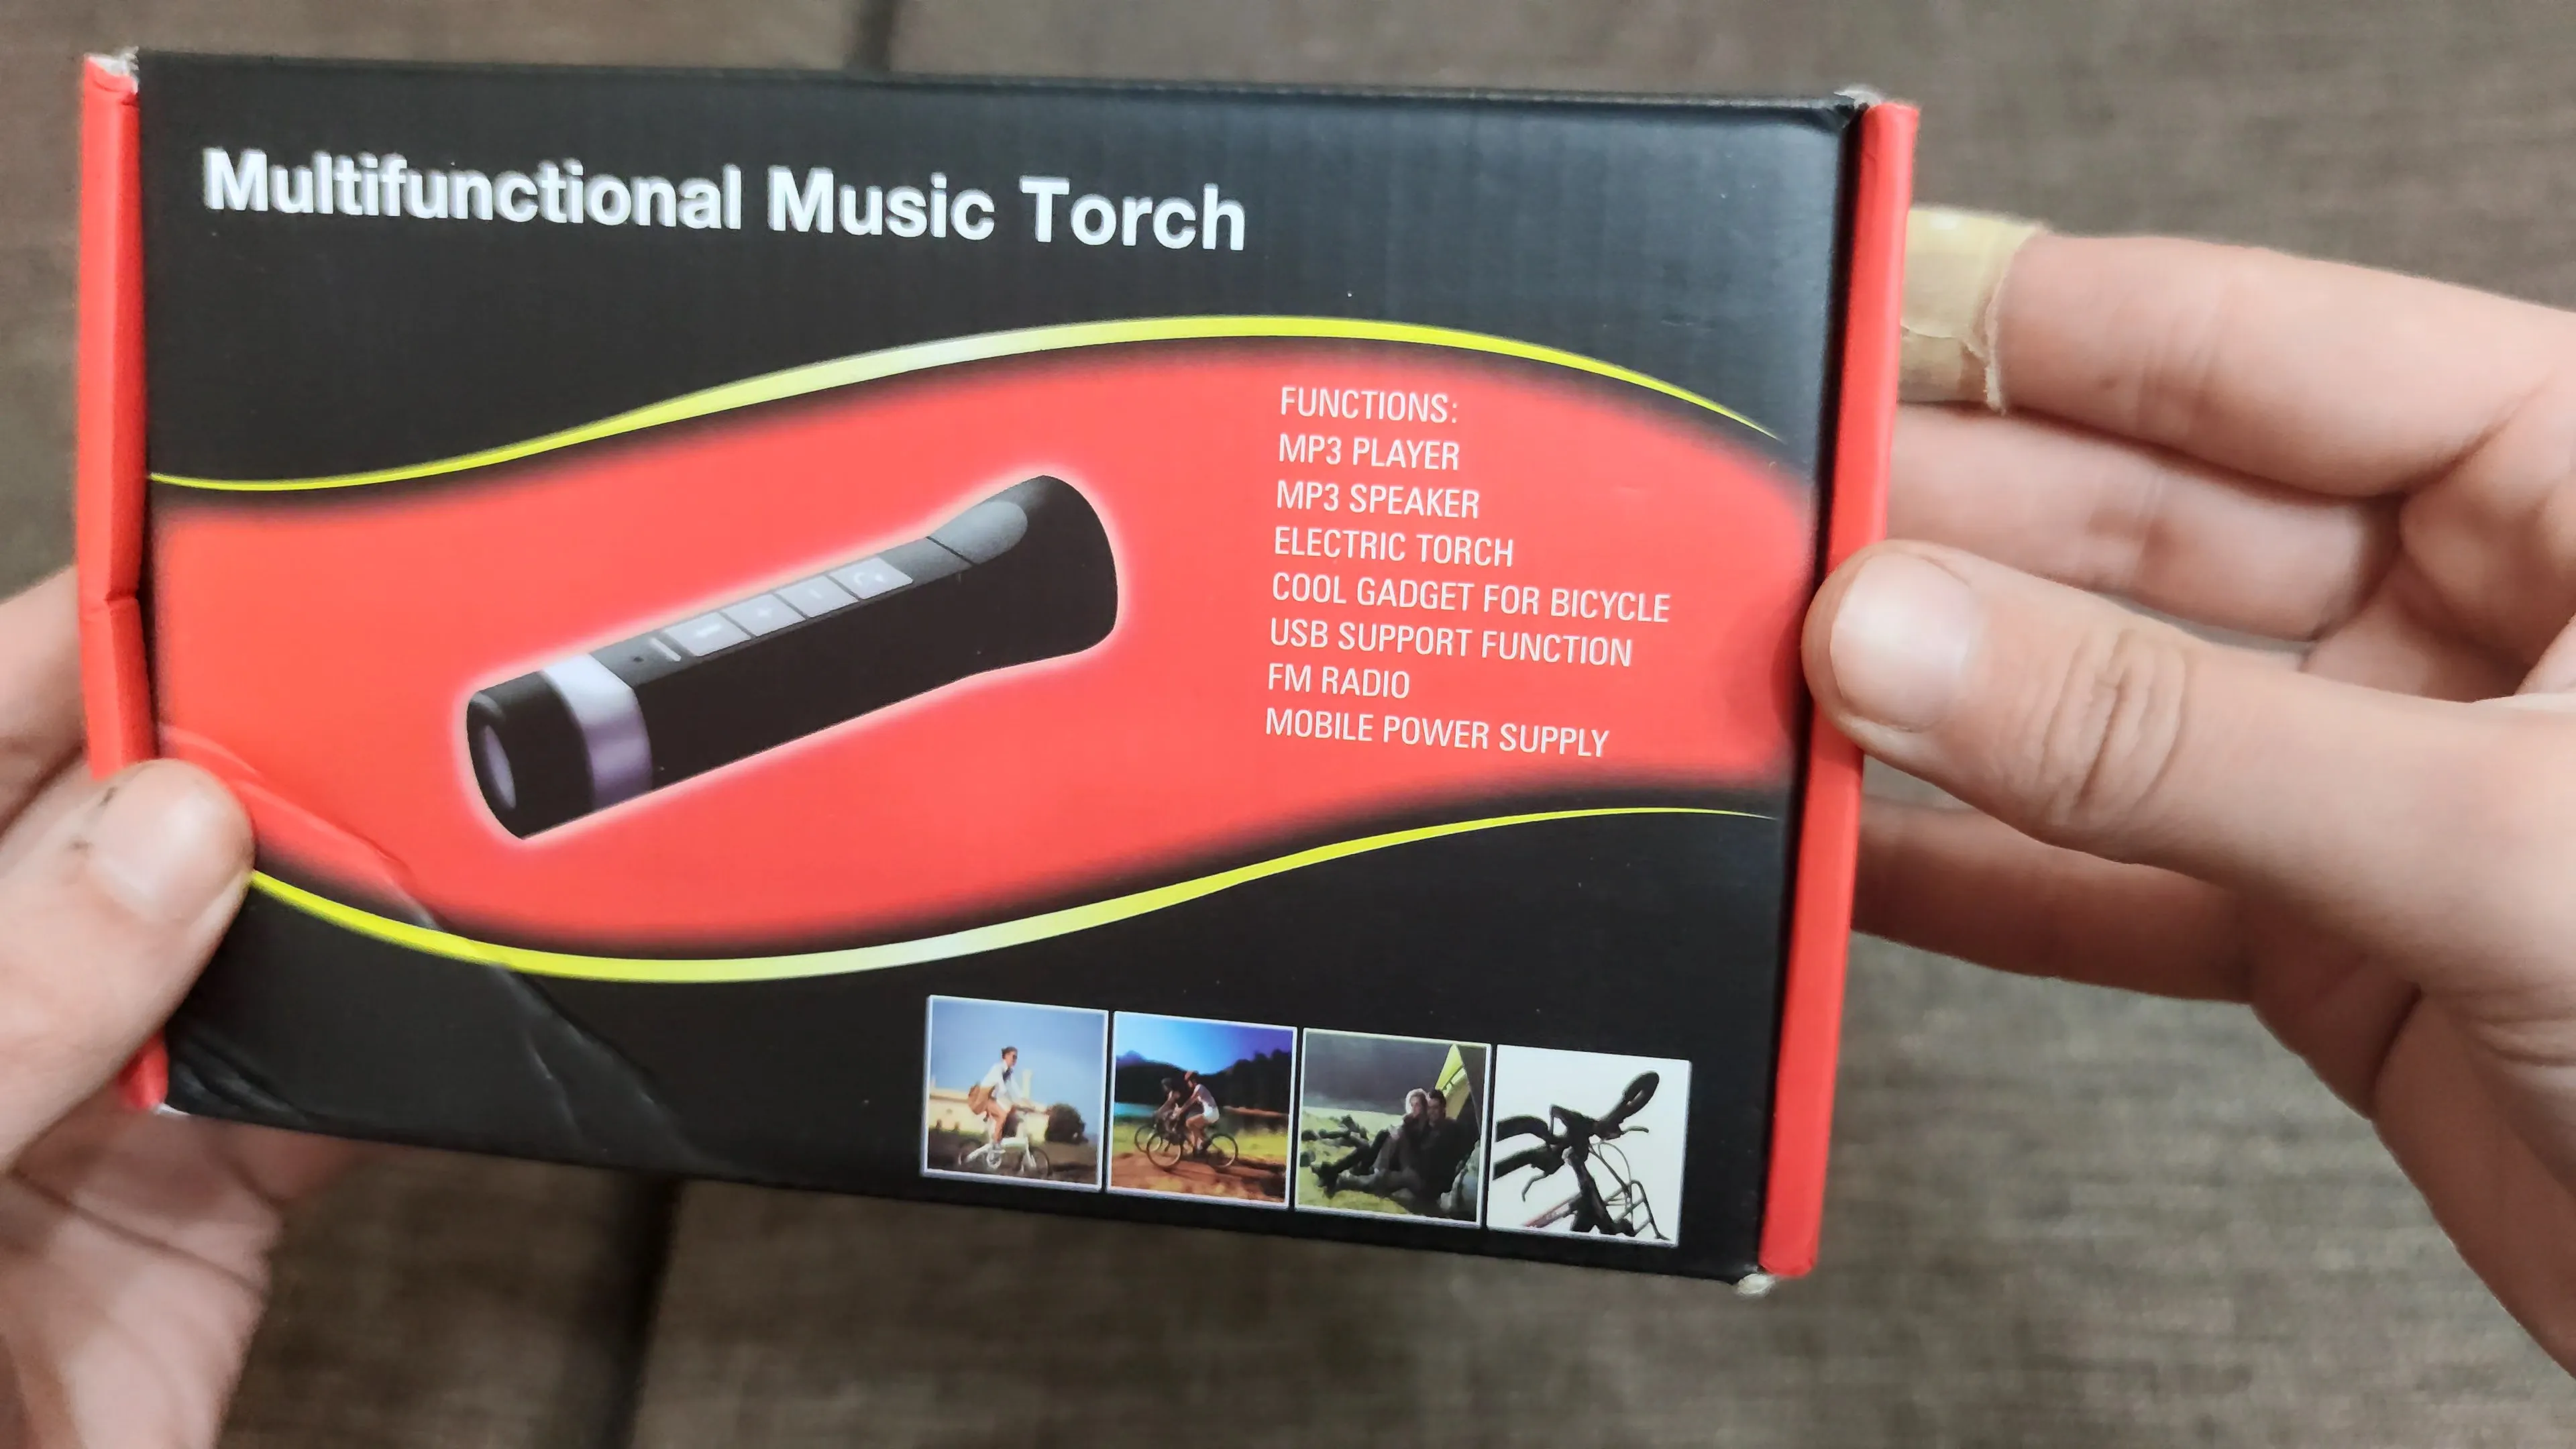 Multifunctional Music Torch
FUNCTIONS:
MP3 PLAYER
MP3 SPEAKER
ELECTRIC TORCH
COOL GADGET FOR BICYCLE
USB SUPPORT FUNCTION
FM RADIO
MOBILE POWER SUPPLY